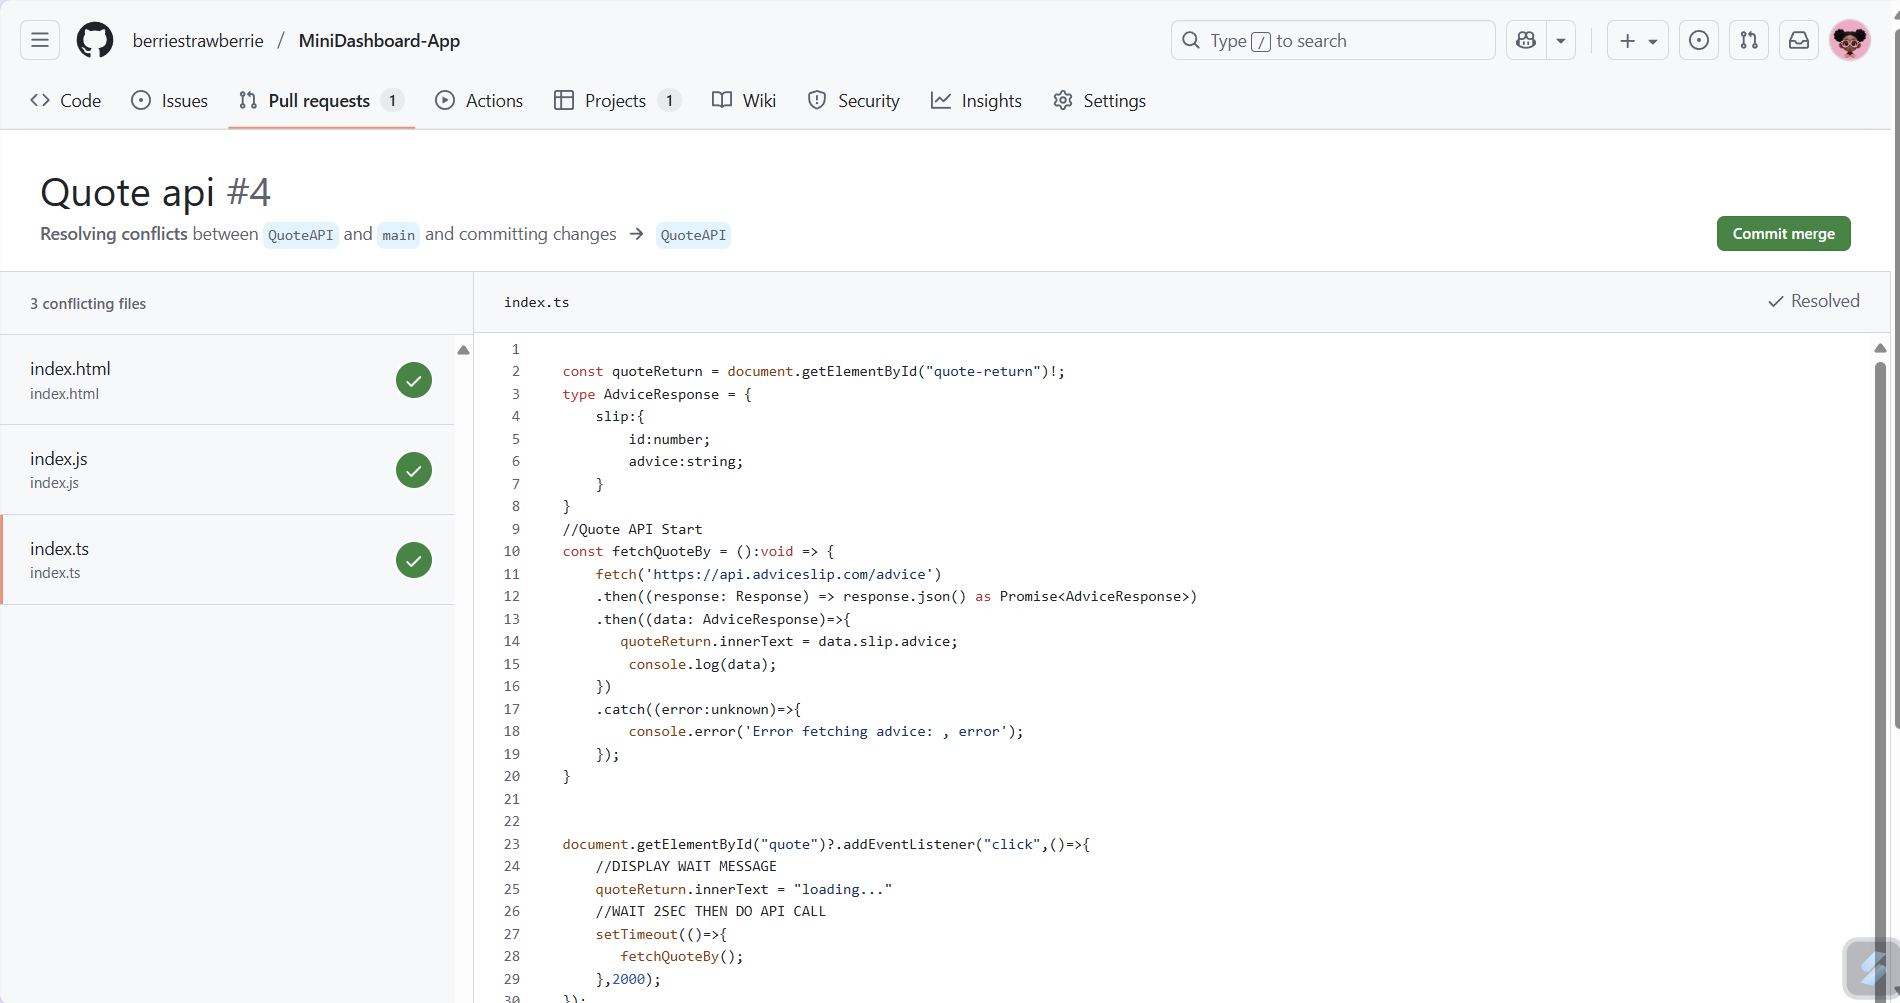 berriestrawberrie / MiniDashboard-App
Type / to search
Code
Issues
Pull requests 1
Actions
Projects 1
Wiki
Security
Insights
Settings
Quote api #4
Resolving conflicts between QuoteAPI and main and committing changes → QuoteAPI
Commit merge
3 conflicting files
index.html
index.html
index.js
index.js
index.ts
index.ts
index.ts
Resolved
1
2 const quoteReturn = document.getElementById("quote-return")!;
3 type AdviceResponse = {
4 slip:{
5 id:number;
6 advice:string;
7 }
8 }
9 //Quote API Start
10 const fetchQuoteBy = ():void => {
11 fetch('https://api.adviceslip.com/advice')
12 .then((response: Response) => response.json() as Promise<AdviceResponse>)
13 .then((data: AdviceResponse)=>{
14 quoteReturn.innerText = data.slip.advice;
15 console.log(data);
16 })
17 .catch((error:unknown)=>{
18 console.error('Error fetching advice: , error');
19 });
20 }
21
22
23 document.getElementById("quote")?.addEventListener("click",()=>{
24 //DISPLAY WAIT MESSAGE
25 quoteReturn.innerText = "loading..."
26 //WAIT 2SEC THEN DO API CALL
27 setTimeout(()=>{
28 fetchQuoteBy();
29 },2000);
30 });